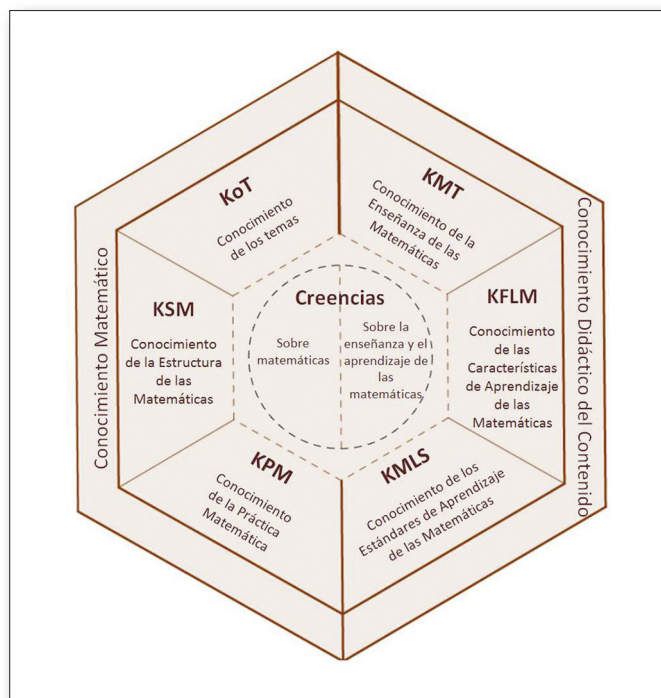 KoT
Conocimiento
de los temas
KMT
Conocimiento de la
Enseñanza de las
Matemáticas
Conocimiento Matemático
KSM
Conocimiento
de la Estructura
de las
Matemáticas
Creencias
Sobre
matemáticas
Sobre la
enseñanza y el
aprendizaje de
las
matemáticas
KFLM
Conocimiento
de las
Características
de Aprendizaje
de las
Matemáticas
Conocimiento Didáctico del Contenido
KPM
Conocimiento
de la Práctica
Matemática
KMLS
Conocimiento de los
Estándares de Aprendizaje
de las Matemáticas